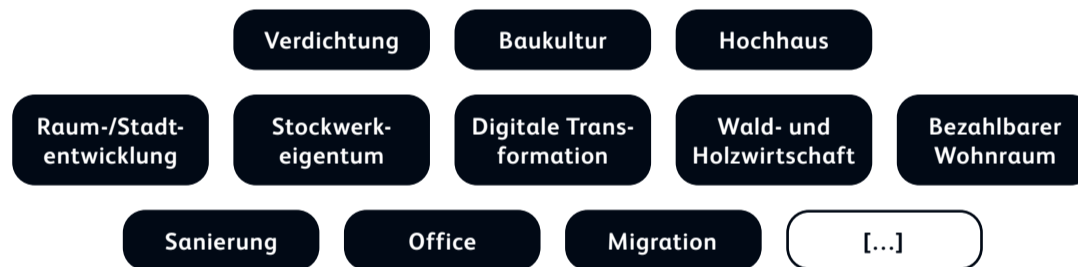 Verdichtung Baukultur Hochhaus
Raum-/Stadt-
entwicklung
Stockwerk-
eigentum
Digitale Trans-
formation
Wald- und
Holzwirtschaft
Bezahlbarer
Wohnraum
Sanierung Office Migration [...]